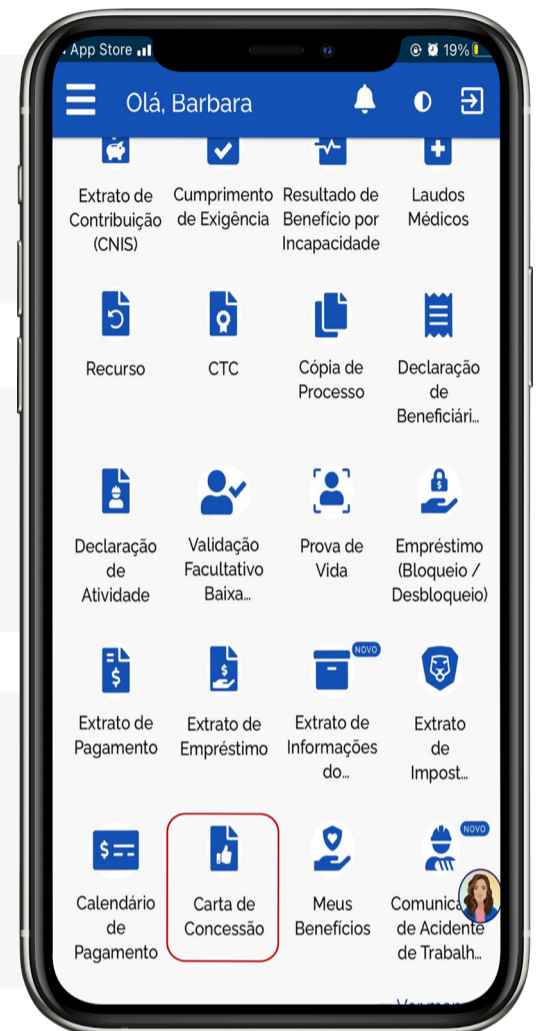 App Store
19%
Olá, Barbara
Extrato de
Contribuição
(CNIS)
Cumprimento
de Exigência
Resultado de
Benefício por
Incapacidade
Laudos
Médicos
Recurso
CTC
Cópia de
Processo
Declaração
de
Beneficiári...
Declaração
de
Atividade
Validação
Facultativo
Baixa...
Prova de
Vida
Empréstimo
(Bloqueio /
Desbloqueio)
Extrato de
Pagamento
Extrato de
Empréstimo
NOVO
Extrato de
Informações
do...
Extrato
de
Impost...
Calendário
de
Pagamento
Carta de
Concessão
Meus
Benefícios
NOVO
de Acidente
de Trabalh...